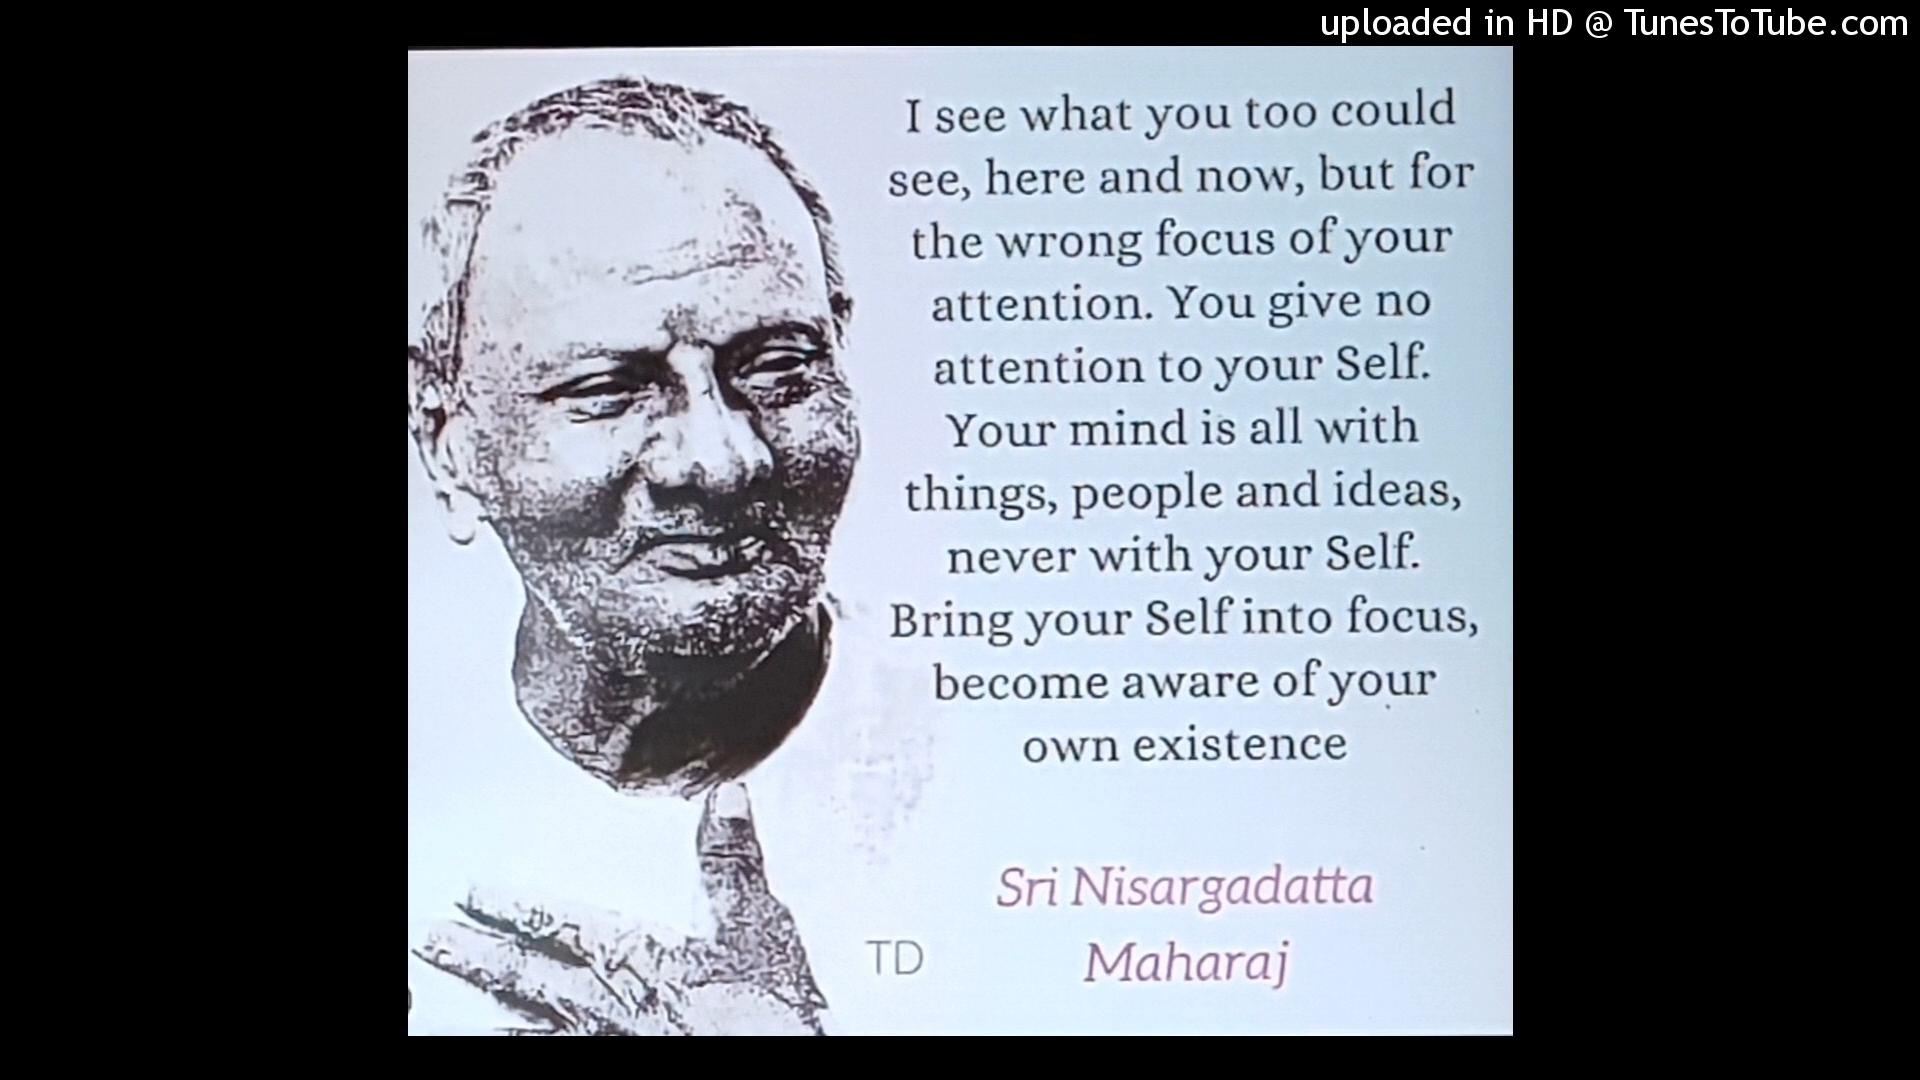 uploaded in HD @ TunesToTube.com
I see what you too could
see, here and now, but for
the wrong focus of your
attention. You give no
attention to your Self.
Your mind is all with
things, people and ideas,
never with your Self.
Bring your Self into focus,
become aware of your
own existence
Sri Nisargadatta
Maharaj
TD